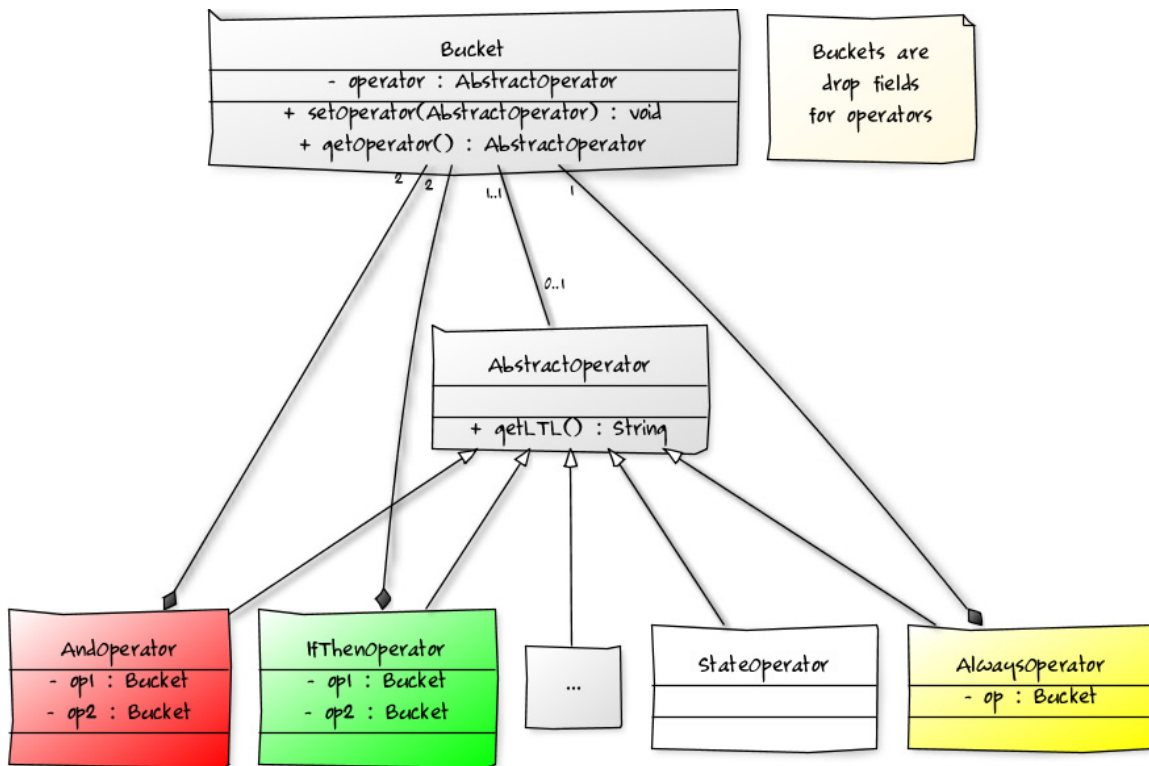 Bucket
- operator : AbstractOperator
+ setOperator(AbstractOperator) : void
+ getOperator() : AbstractOperator
Buckets are
drop fields
for operators
2
2
1..1
1
0..1
AbstractOperator
+ getLTL() : String
AndOperator
- op1 : Bucket
- op2 : Bucket
IfThenOperator
- op1 : Bucket
- op2 : Bucket
...
StateOperator
AlwaysOperator
- op : Bucket